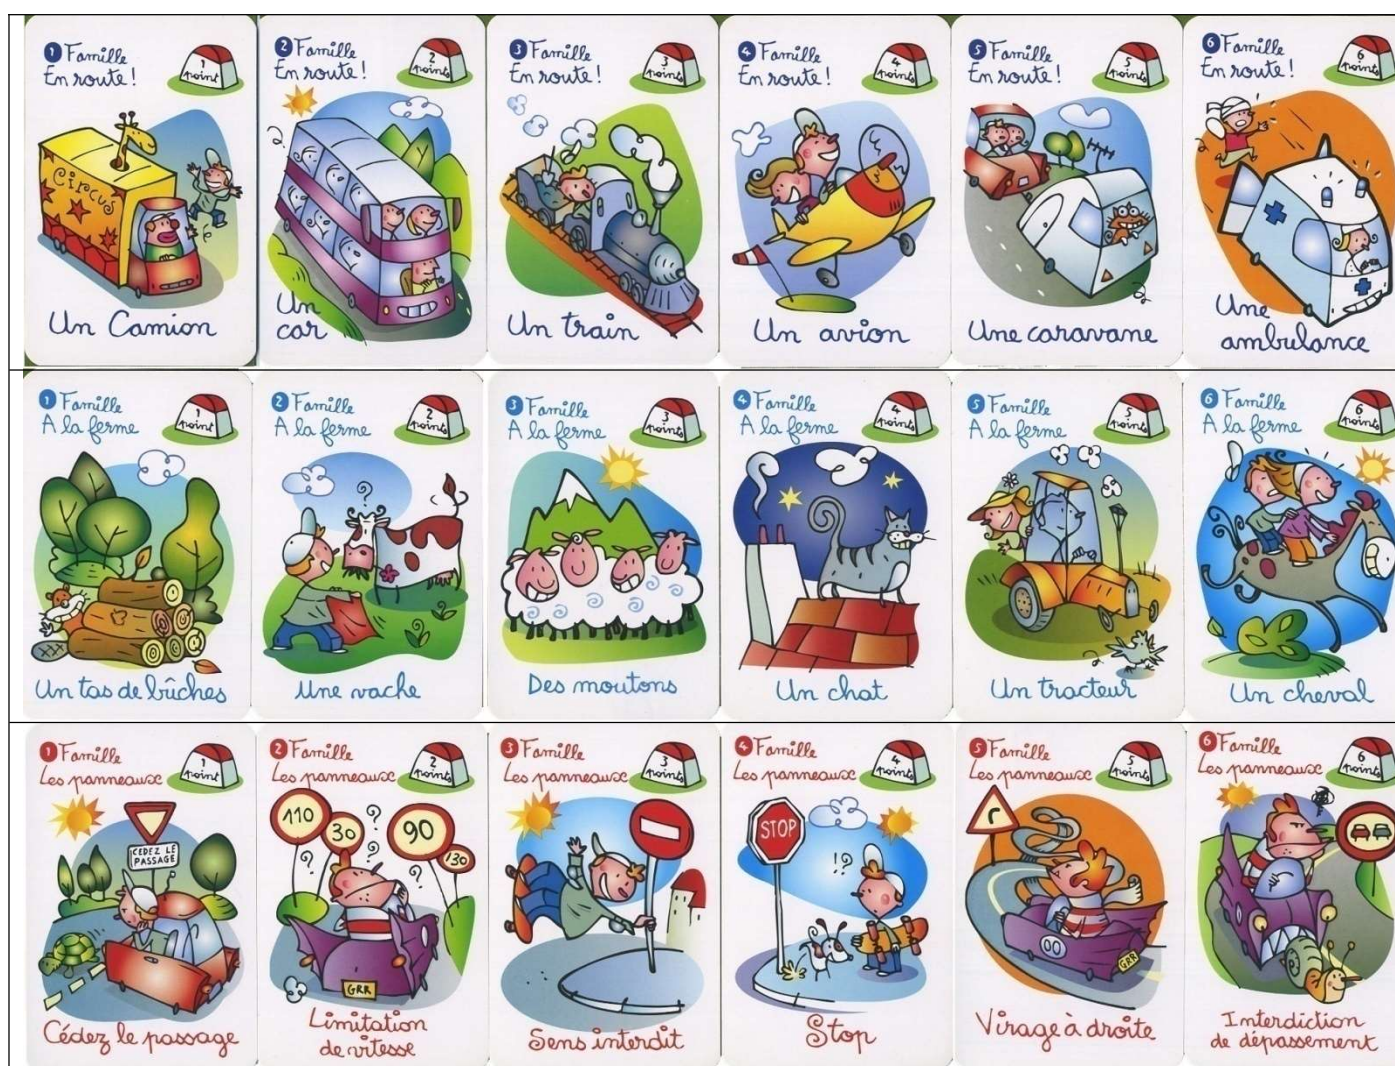 1 Famille
En route !
1
point
Circus
Un Camion
2 Famille
En route !
2
points
Un
car
3 Famille
En route !
3
points
Un train
4 Famille
En route !
4
points
Un avion
5 Famille
En route !
5
points
Une caravane
6 Famille
En route !
6
points
Une
ambulance
1 Famille
A la ferme
1
point
Un tas de bûches
2 Famille
A la ferme
2
points
?
Une vache
3 Famille
A la ferme
3
points
Des moutons
4 Famille
A la ferme
4
points
Un chat
5 Famille
A la ferme
5
points
Un tracteur
6 Famille
A la ferme
6
points
Un cheval
1 Famille
Les panneaux
1
point
CEDEZ LE
PASSAGE
Cédez le passage
2 Famille
Les panneaux
2
points
110
30
90
130
? ? ? ?
GRR
Limitation
de vitesse
3 Famille
Les panneaux
3
points
Sens interdit
4 Famille
Les panneaux
4
points
STOP
!?
Stop
5 Famille
Les panneaux
5
points
00
GRR
Virage à droite
6 Famille
Les panneaux
6
points
Interdiction
de dépassement